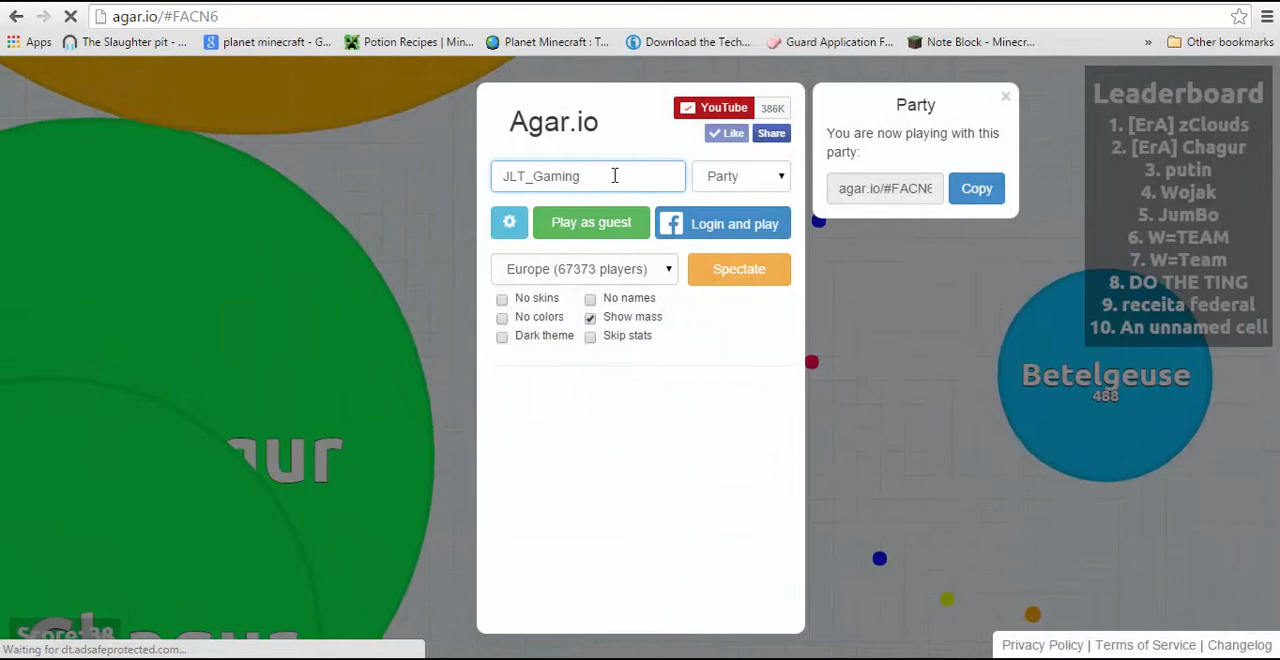 agar.io/#FACN6
Apps The Slaughter pit - ... planet minecraft - G... Potion Recipes | Min... Planet Minecraft : T... Download the Tech... Guard Application F... Note Block - Minecr... » Other bookmarks
Agar.io
YouTube 386K
Like Share
JLT_Gaming
Party
Play as guest
Login and play
Europe (67373 players)
Spectate
No skins
No names
No colors
Show mass
Dark theme
Skip stats
Party ×
You are now playing with this
party:
agar.io/#FACN6
Copy
Leaderboard
1. [ErA] zClouds
2. [ErA] Chagur
3. putin
4. Wojak
5. JumBo
6. W=TEAM
7. W=Team
8. DO THE TING
9. receita federal
10. An unnamed cell
Betelgeuse
488
gur
Chagur
Score: 38
Waiting for dt.adsafeprotected.com...
Privacy Policy | Terms of Service | Changelog